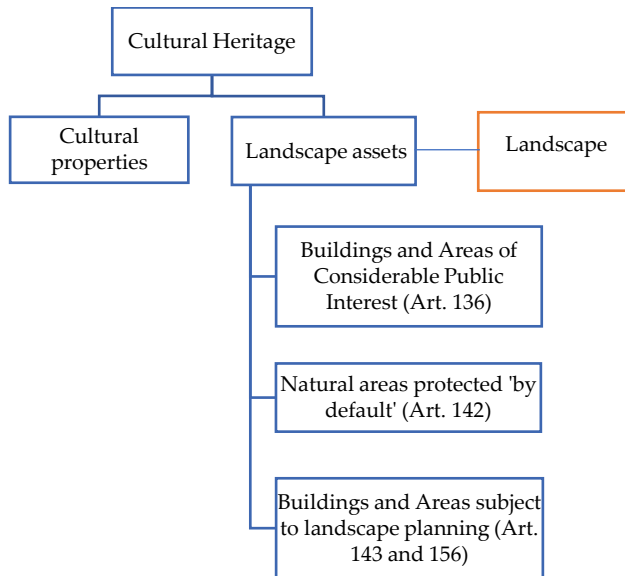 Cultural Heritage
Cultural
properties
Landscape assets
Landscape
Buildings and Areas of
Considerable Public
Interest (Art. 136)
Natural areas protected 'by
default' (Art. 142)
Buildings and Areas subject
to landscape planning (Art.
143 and 156)